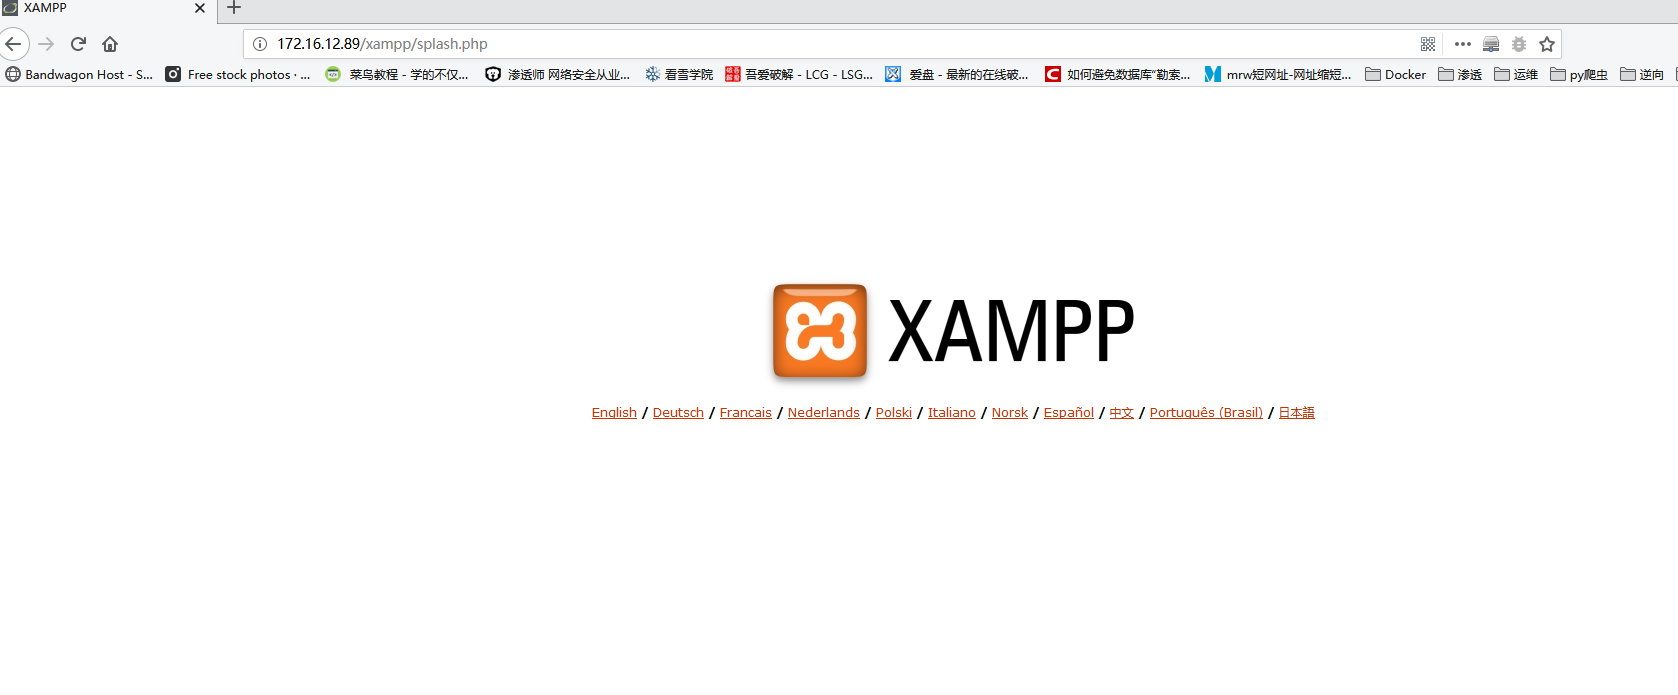 XAMPP
172.16.12.89/xampp/splash.php
Bandwagon Host - S... Free stock photos · ... 菜鸟教程 - 学的不仅... 渗透师 网络安全从业... 看雪学院 吾爱破解 - LCG - LSG... 爱盘 - 最新的在线破... 如何避免数据库“勒索... mrw短网址-网址缩短... Docker 渗透 运维 py爬虫 逆向
XAMPP
English / Deutsch / Francais / Nederlands / Polski / Italiano / Norsk / Español / 中文 / Português (Brasil) / 日本語